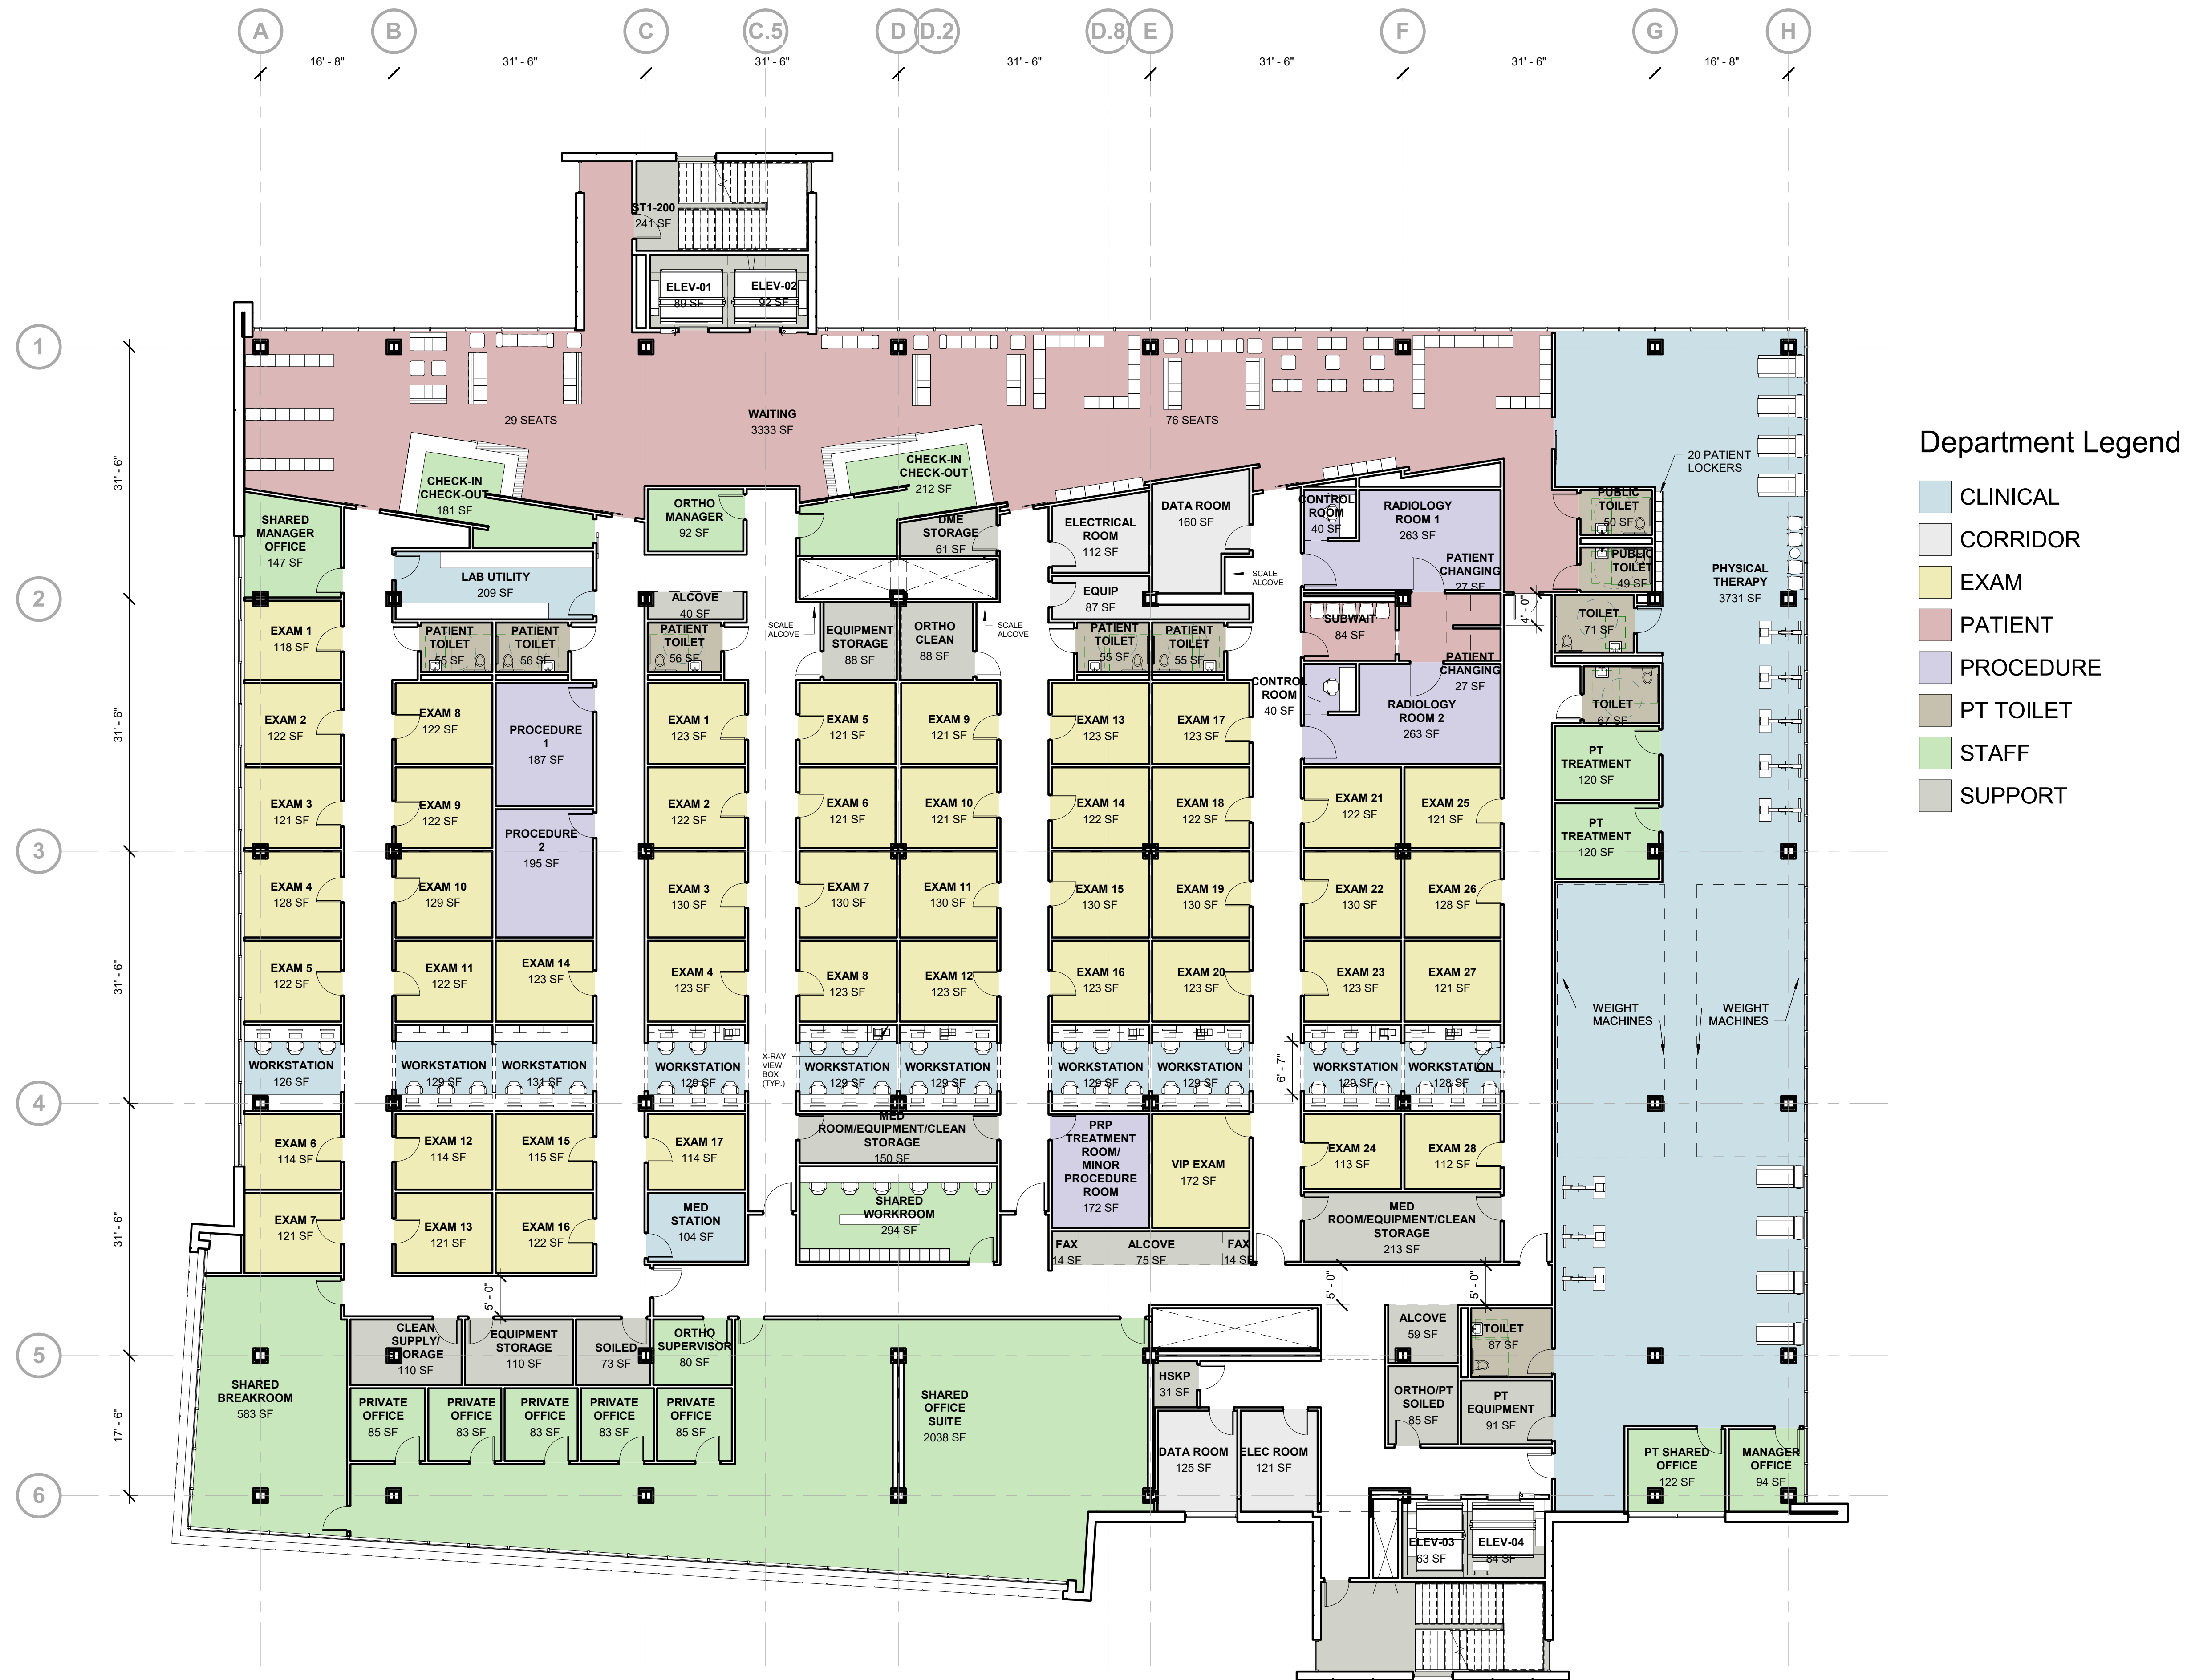 A B C C.5 D D.2 D.8 E F G H
16' - 8" 31' - 6" 31' - 6" 31' - 6" 31' - 6" 31' - 6" 16' - 8"
ST1-200
241 SF
ELEV-01
89 SF
ELEV-02
92 SF
1
29 SEATS
WAITING
3333 SF
76 SEATS
31' - 6"
CHECK-IN
CHECK-OUT
181 SF
CHECK-IN
CHECK-OUT
212 SF
20 PATIENT
LOCKERS
SHARED
MANAGER
OFFICE
147 SF
LAB UTILITY
209 SF
ORTHO
MANAGER
92 SF
DME
STORAGE
61 SF
ELECTRICAL
ROOM
112 SF
DATA ROOM
160 SF
SCALE
ALCOVE
CONTROL
ROOM
40 SF
RADIOLOGY
ROOM 1
263 SF
PATIENT
CHANGING
27 SF
PUBLIC
TOILET
50 SF
PUBLIC
TOILET
49 SF
PHYSICAL
THERAPY
3731 SF
2
ALCOVE
40 SF
EQUIP
87 SF
4' - 0"
EXAM 1
118 SF
PATIENT
TOILET
55 SF
PATIENT
TOILET
56 SF
PATIENT
TOILET
56 SF
SCALE
ALCOVE
EQUIPMENT
STORAGE
88 SF
ORTHO
CLEAN
88 SF
SCALE
ALCOVE
PATIENT
TOILET
55 SF
PATIENT
TOILET
55 SF
SUBWAIT
84 SF
TOILET
71 SF
31' - 6"
EXAM 2
122 SF
EXAM 8
122 SF
PROCEDURE
1
187 SF
EXAM 1
123 SF
EXAM 5
121 SF
EXAM 9
121 SF
EXAM 13
123 SF
EXAM 17
123 SF
CONTROL
ROOM
40 SF
RADIOLOGY
ROOM 2
263 SF
PATIENT
CHANGING
27 SF
TOILET
67 SF
PT
TREATMENT
120 SF
EXAM 3
121 SF
EXAM 9
122 SF
PROCEDURE
2
195 SF
EXAM 2
122 SF
EXAM 6
121 SF
EXAM 10
121 SF
EXAM 14
122 SF
EXAM 18
122 SF
EXAM 21
122 SF
EXAM 25
121 SF
PT
TREATMENT
120 SF
3
EXAM 4
128 SF
EXAM 10
129 SF
EXAM 3
130 SF
EXAM 7
130 SF
EXAM 11
130 SF
EXAM 15
130 SF
EXAM 19
130 SF
EXAM 22
130 SF
EXAM 26
128 SF
31' - 6"
EXAM 5
122 SF
EXAM 11
122 SF
EXAM 14
123 SF
EXAM 4
123 SF
EXAM 8
123 SF
EXAM 12
123 SF
EXAM 16
123 SF
EXAM 20
123 SF
EXAM 23
123 SF
EXAM 27
121 SF
WEIGHT
MACHINES
WEIGHT
MACHINES
WORKSTATION
126 SF
WORKSTATION
129 SF
WORKSTATION
131 SF
WORKSTATION
129 SF
X-RAY
VIEW
BOX
(TYP.)
WORKSTATION
129 SF
WORKSTATION
129 SF
WORKSTATION
129 SF
WORKSTATION
129 SF
6' - 7"
WORKSTATION
129 SF
WORKSTATION
128 SF
4
EXAM 6
114 SF
EXAM 12
114 SF
EXAM 15
115 SF
EXAM 17
114 SF
MED
ROOM/EQUIPMENT/CLEAN
STORAGE
150 SF
PRP
TREATMENT
ROOM/
MINOR
PROCEDURE
ROOM
172 SF
VIP EXAM
172 SF
EXAM 24
113 SF
EXAM 28
112 SF
31' - 6"
EXAM 7
121 SF
EXAM 13
121 SF
EXAM 16
122 SF
MED
STATION
104 SF
SHARED
WORKROOM
294 SF
FAX
14 SF
ALCOVE
75 SF
FAX
14 SF
MED
ROOM/EQUIPMENT/CLEAN
STORAGE
213 SF
5' - 0"
5' - 0"
5' - 0"
5
CLEAN
SUPPLY/
STORAGE
110 SF
EQUIPMENT
STORAGE
110 SF
SOILED
73 SF
ORTHO
SUPERVISOR
80 SF
ALCOVE
59 SF
TOILET
87 SF
SHARED
BREAKROOM
583 SF
PRIVATE
OFFICE
85 SF
PRIVATE
OFFICE
83 SF
PRIVATE
OFFICE
83 SF
PRIVATE
OFFICE
83 SF
PRIVATE
OFFICE
85 SF
SHARED
OFFICE
SUITE
2038 SF
HSKP
31 SF
ORTHO/PT
SOILED
85 SF
PT
EQUIPMENT
91 SF
17' - 6"
DATA ROOM
125 SF
ELEC ROOM
121 SF
PT SHARED
OFFICE
122 SF
MANAGER
OFFICE
94 SF
6
ELEV-03
63 SF
ELEV-04
84 SF
Department Legend
CLINICAL
CORRIDOR
EXAM
PATIENT
PROCEDURE
PT TOILET
STAFF
SUPPORT